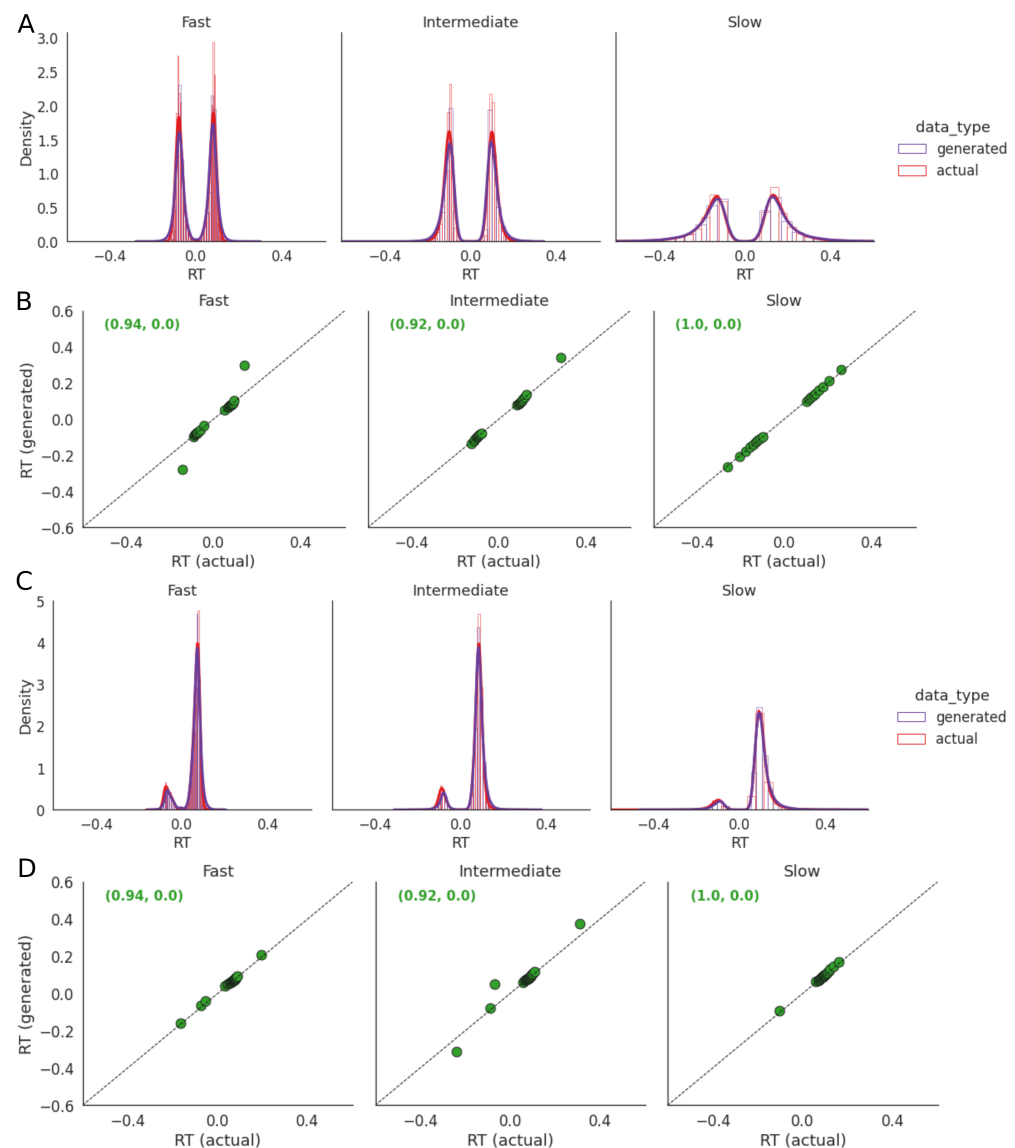 A
Fast Intermediate Slow
3.0
2.5
2.0
1.5
1.0
0.5
0.0
Density
−0.4 0.0 0.4 −0.4 0.0 0.4 −0.4 0.0 0.4
RT RT RT
data_type
generated
actual
B
Fast Intermediate Slow
(0.94, 0.0) (0.92, 0.0) (1.0, 0.0)
0.6
0.4
0.2
0.0
−0.2
−0.4
−0.6
RT (generated)
−0.4 0.0 0.4 −0.4 0.0 0.4 −0.4 0.0 0.4
RT (actual) RT (actual) RT (actual)
C
Fast Intermediate Slow
5
4
3
2
1
0
Density
−0.4 0.0 0.4 −0.4 0.0 0.4 −0.4 0.0 0.4
RT RT RT
data_type
generated
actual
D
Fast Intermediate Slow
(0.94, 0.0) (0.92, 0.0) (1.0, 0.0)
0.6
0.4
0.2
0.0
−0.2
−0.4
−0.6
RT (generated)
−0.4 0.0 0.4 −0.4 0.0 0.4 −0.4 0.0 0.4
RT (actual) RT (actual) RT (actual)